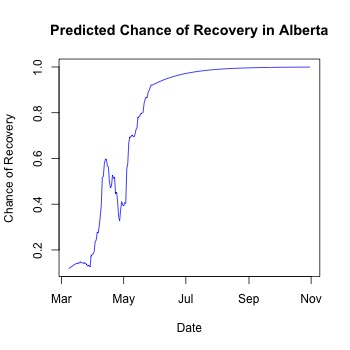 Predicted Chance of Recovery in Alberta
1.0
0.8
0.6
0.4
0.2
Chance of Recovery
Mar May Jul Sep Nov
Date